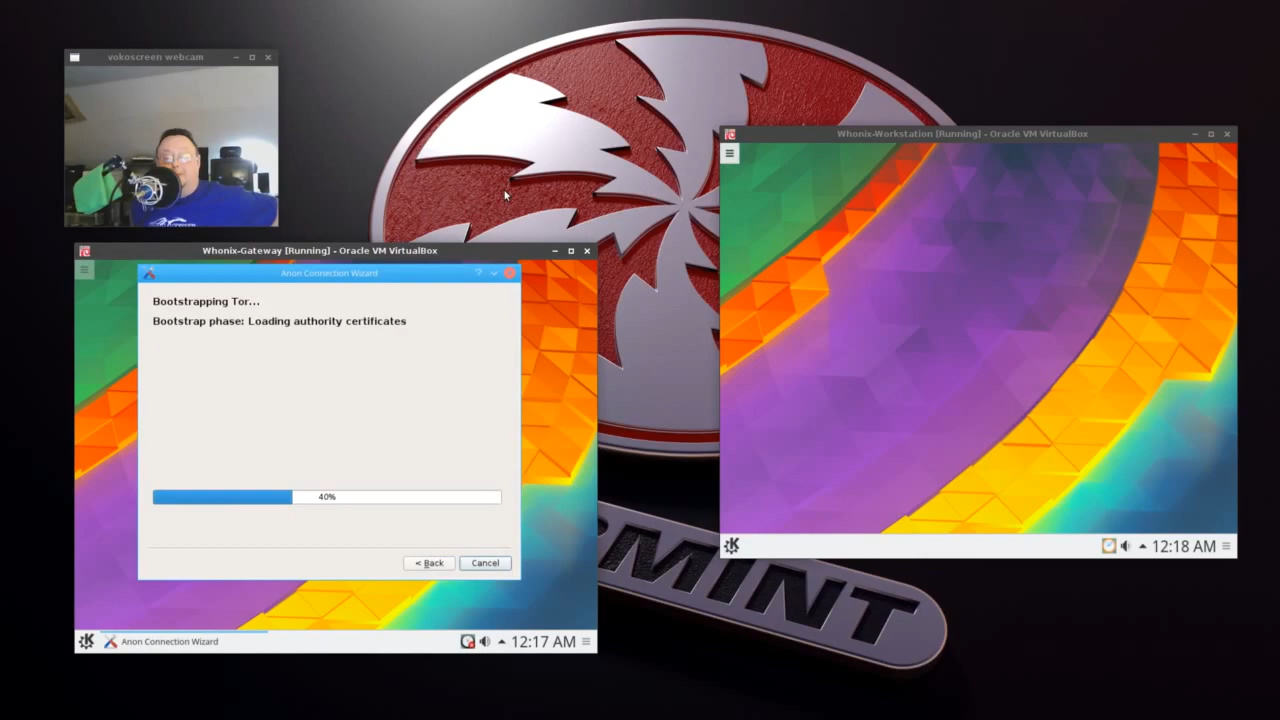 vokoscreen webcam
Whonix-Workstation [Running] - Oracle VM VirtualBox
Whonix-Gateway [Running] - Oracle VM VirtualBox
Anon Connection Wizard
Bootstrapping Tor...
Bootstrap phase: Loading authority certificates
40%
< Back
Cancel
MINT
12:18 AM
Anon Connection Wizard
12:17 AM